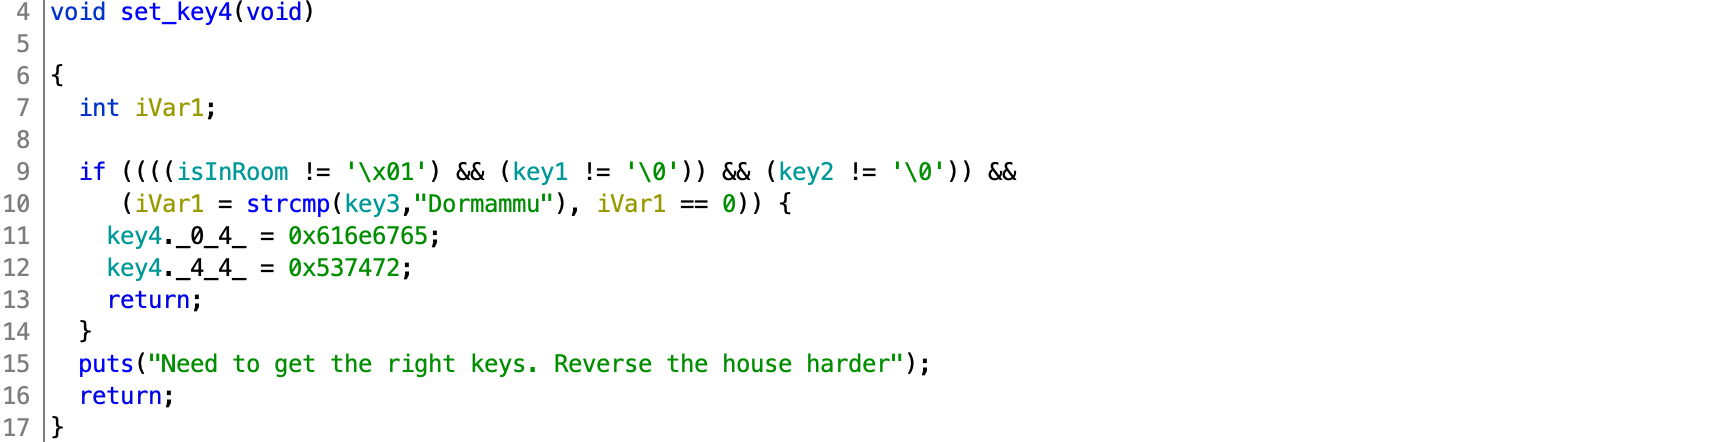 4 void set_key4(void)
5
6 {
7   int iVar1;
8
9   if ((((isInRoom != '\x01') && (key1 != '\0')) && (key2 != '\0')) &&
10      (iVar1 = strcmp(key3,"Dormammu"), iVar1 == 0)) {
11     key4._0_4_ = 0x616e6765;
12     key4._4_4_ = 0x537472;
13     return;
14   }
15   puts("Need to get the right keys. Reverse the house harder");
16   return;
17 }